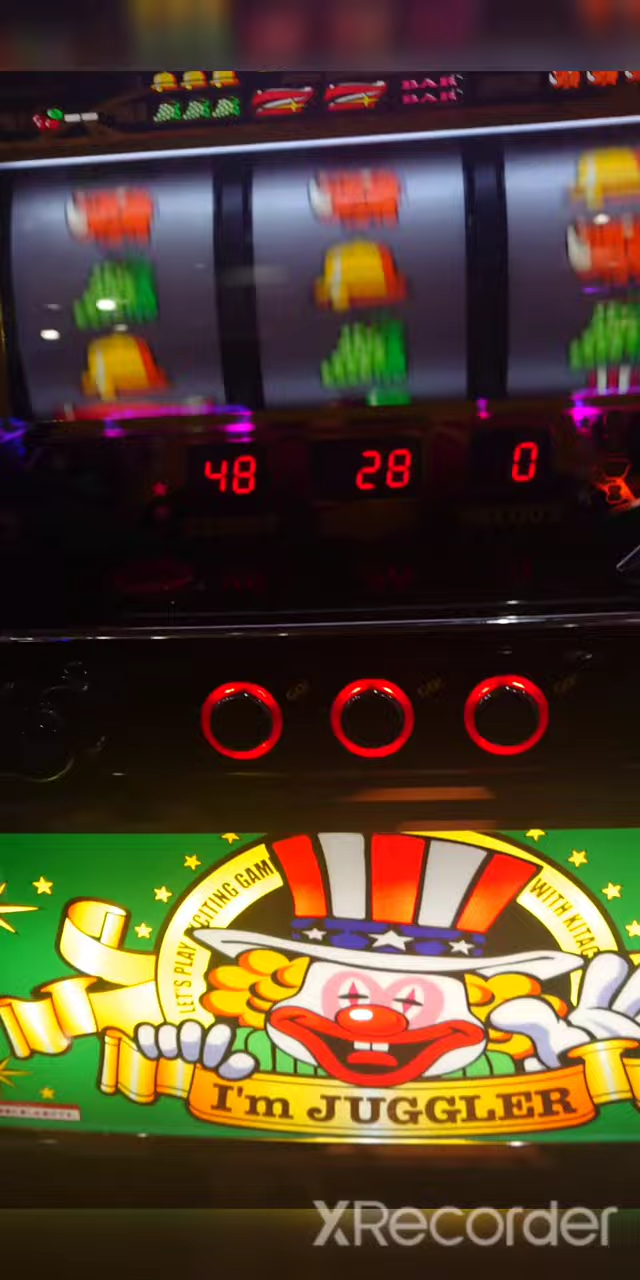 BAR
BAR
48 28 0
LET'S PLAY
CITING GAM
WITH KITA
I'm JUGGLER
XRecorder